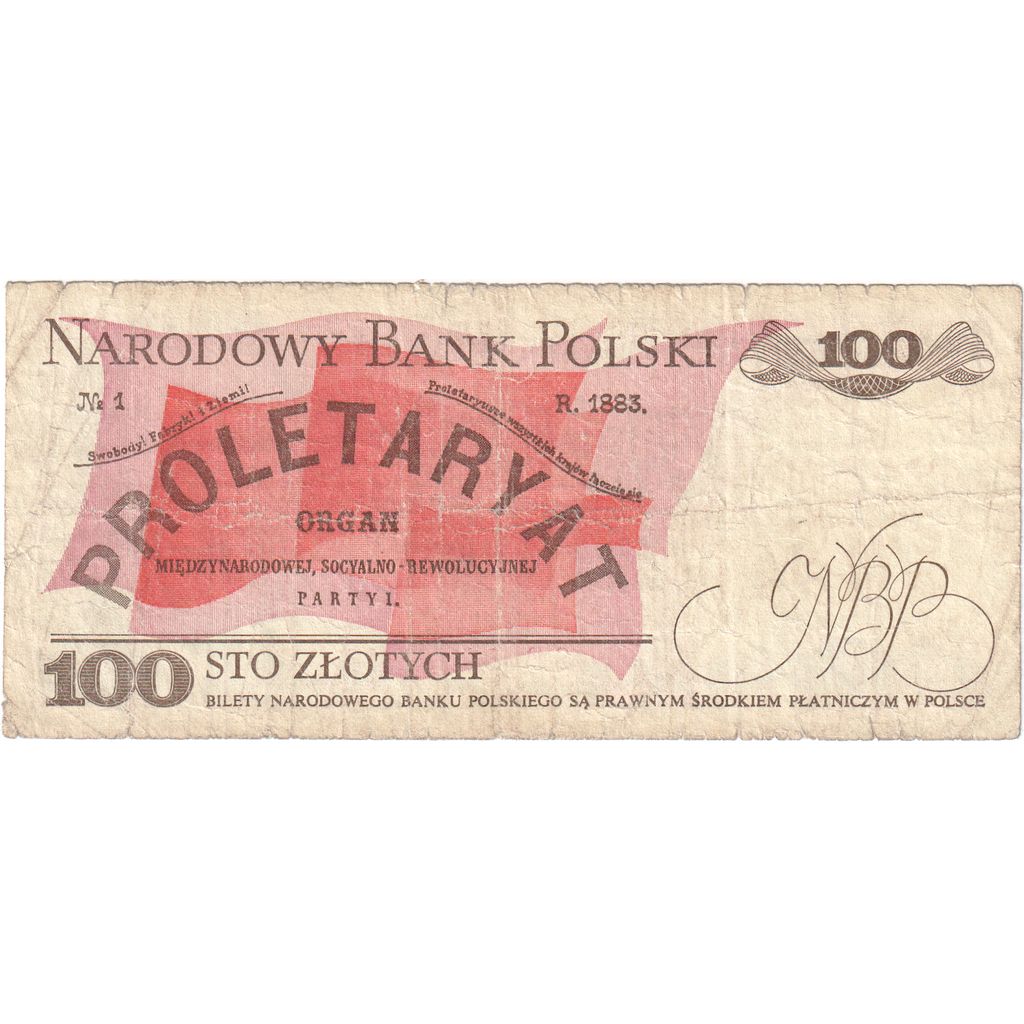 NARODOWY BANK POLSKI
100
№ 1
R. 1883.
Swobody! Fabryk! i Ziemi!
Proletaryusze wszystkich krajów łączcie się
PROLETARYAT
ORGAN
MIĘDZYNARODOWEJ, SOCYALNO-REWOLUCYJNEJ
PARTYI.
NBP
100 STO ZŁOTYCH
BILETY NARODOWEGO BANKU POLSKIEGO SĄ PRAWNYM ŚRODKIEM PŁATNICZYM W POLSCE